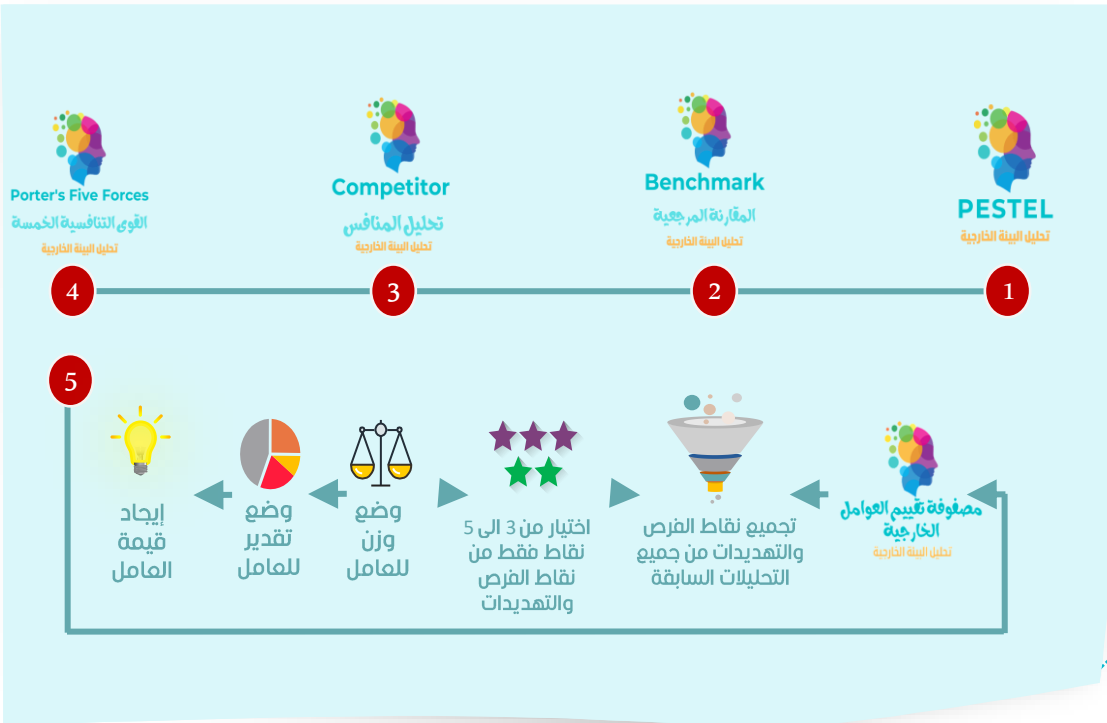 PESTEL
تحليل البيئة الخارجية
1
Benchmark
المقارنة المرجعية
تحليل البيئة الخارجية
2
Competitor
تحليل المنافس
تحليل البيئة الخارجية
3
Porter's Five Forces
القوى التنافسية الخمسة
تحليل البيئة الخارجية
4
5
مصفوفة تقييم العوامل
الخارجية
تحليل البيئة الخارجية
تجميع نقاط الفرص
والتهديدات من جميع
التحليلات السابقة
اختيار من 3 الى 5
نقاط فقط من
نقاط الفرص
والتهديدات
وضع
وزن
للعامل
وضع
تقدير
للعامل
إيجاد
قيمة
العامل